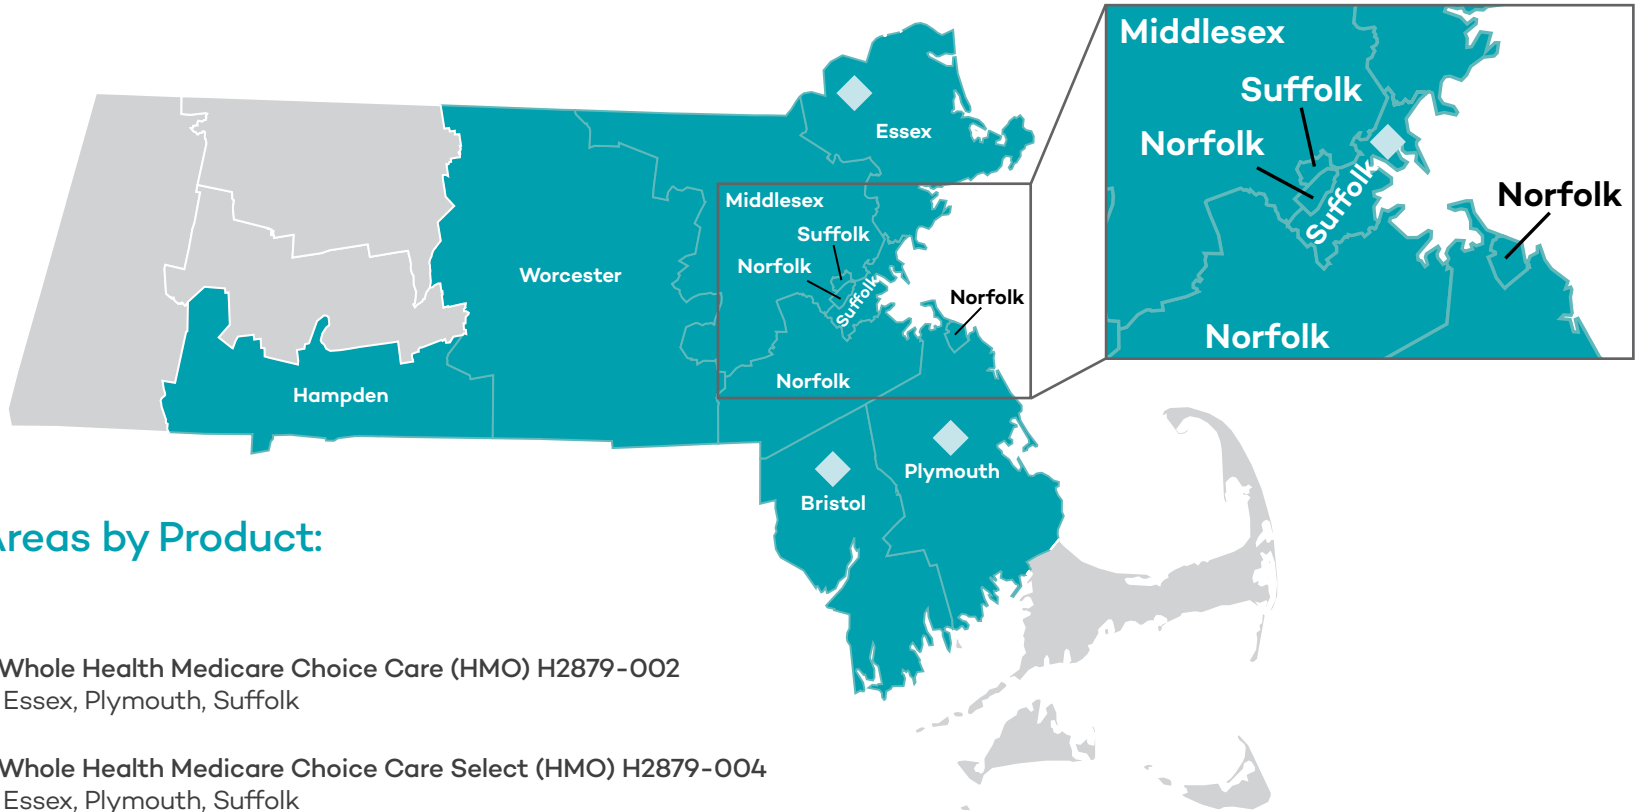 Middlesex
Suffolk
Norfolk
Suffolk
Norfolk
Norfolk
Essex
Middlesex
Suffolk
Norfolk
Suffolk
Norfolk
Norfolk
Worcester
Hampden
Plymouth
Bristol
Areas by Product:
Whole Health Medicare Choice Care (HMO) H2879-002
Essex, Plymouth, Suffolk
Whole Health Medicare Choice Care Select (HMO) H2879-004
Essex, Plymouth, Suffolk